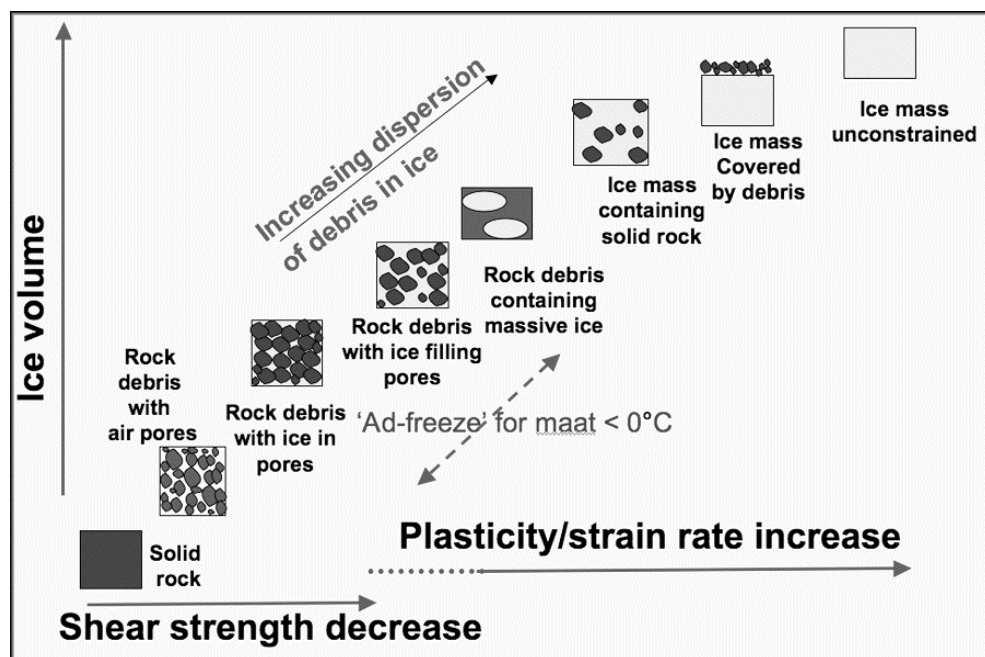 Ice volume
Increasing dispersion
of debris in ice
Ice mass
unconstrained
Ice mass
Covered
by debris
Ice mass
containing
solid rock
Rock debris
containing
massive ice
Rock debris
with ice filling
pores
Rock
debris
with
air pores
Rock debris
with ice in
pores
'Ad-freeze' for maat < 0°C
Solid
rock
Plasticity/strain rate increase
Shear strength decrease